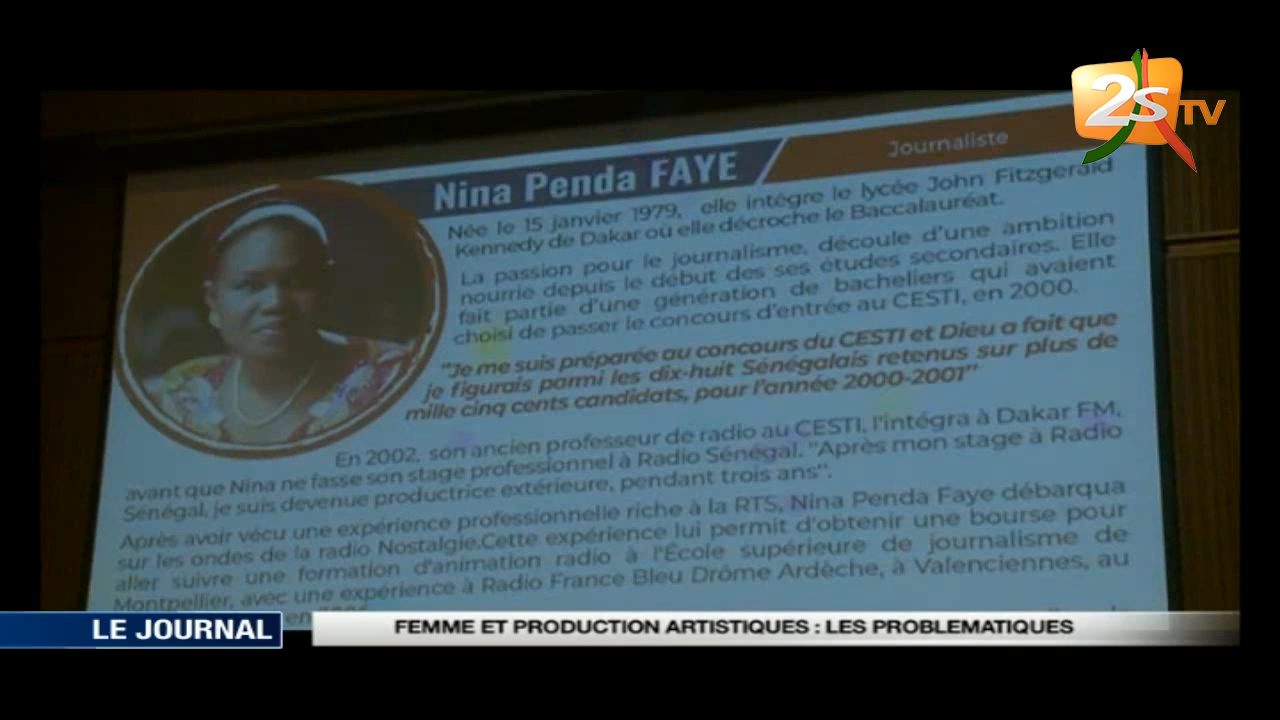 2S TV
Journaliste
Nina Penda FAYE
Née le 15 janvier 1979, elle intégre le lycée John Fitzgerald
Kennedy de Dakar où elle décroche le Baccalauréat.
La passion pour le journalisme, découle d'une ambition
nourrie depuis le début des ses études secondaires. Elle
fait partie d'une génération de bacheliers qui avaient
choisi de passer le concours d'entrée au CESTI, en 2000.
"Je me suis préparée au concours du CESTI et Dieu a fait que
je figurais parmi les dix-huit Sénégalais retenus sur plus de
mille cinq cents candidats, pour l'année 2000-2001"
En 2002, son ancien professeur de radio au CESTI, l'intégra à Dakar FM,
avant que Nina ne fasse son stage professionnel à Radio Sénégal. "Après mon stage à Radio
Sénégal, je suis devenue productrice extérieure, pendant trois ans".
Après avoir vécu une expérience professionnelle riche à la RTS, Nina Penda Faye débarqua
sur les ondes de la radio Nostalgie.Cette expérience lui permit d'obtenir une bourse pour
aller suivre une formation d'animation radio à l'École supérieure de journalisme de
Montpellier, avec une expérience à Radio France Bleu Drôme Ardèche, à Valenciennes, au
en
LE JOURNAL
FEMME ET PRODUCTION ARTISTIQUES : LES PROBLEMATIQUES